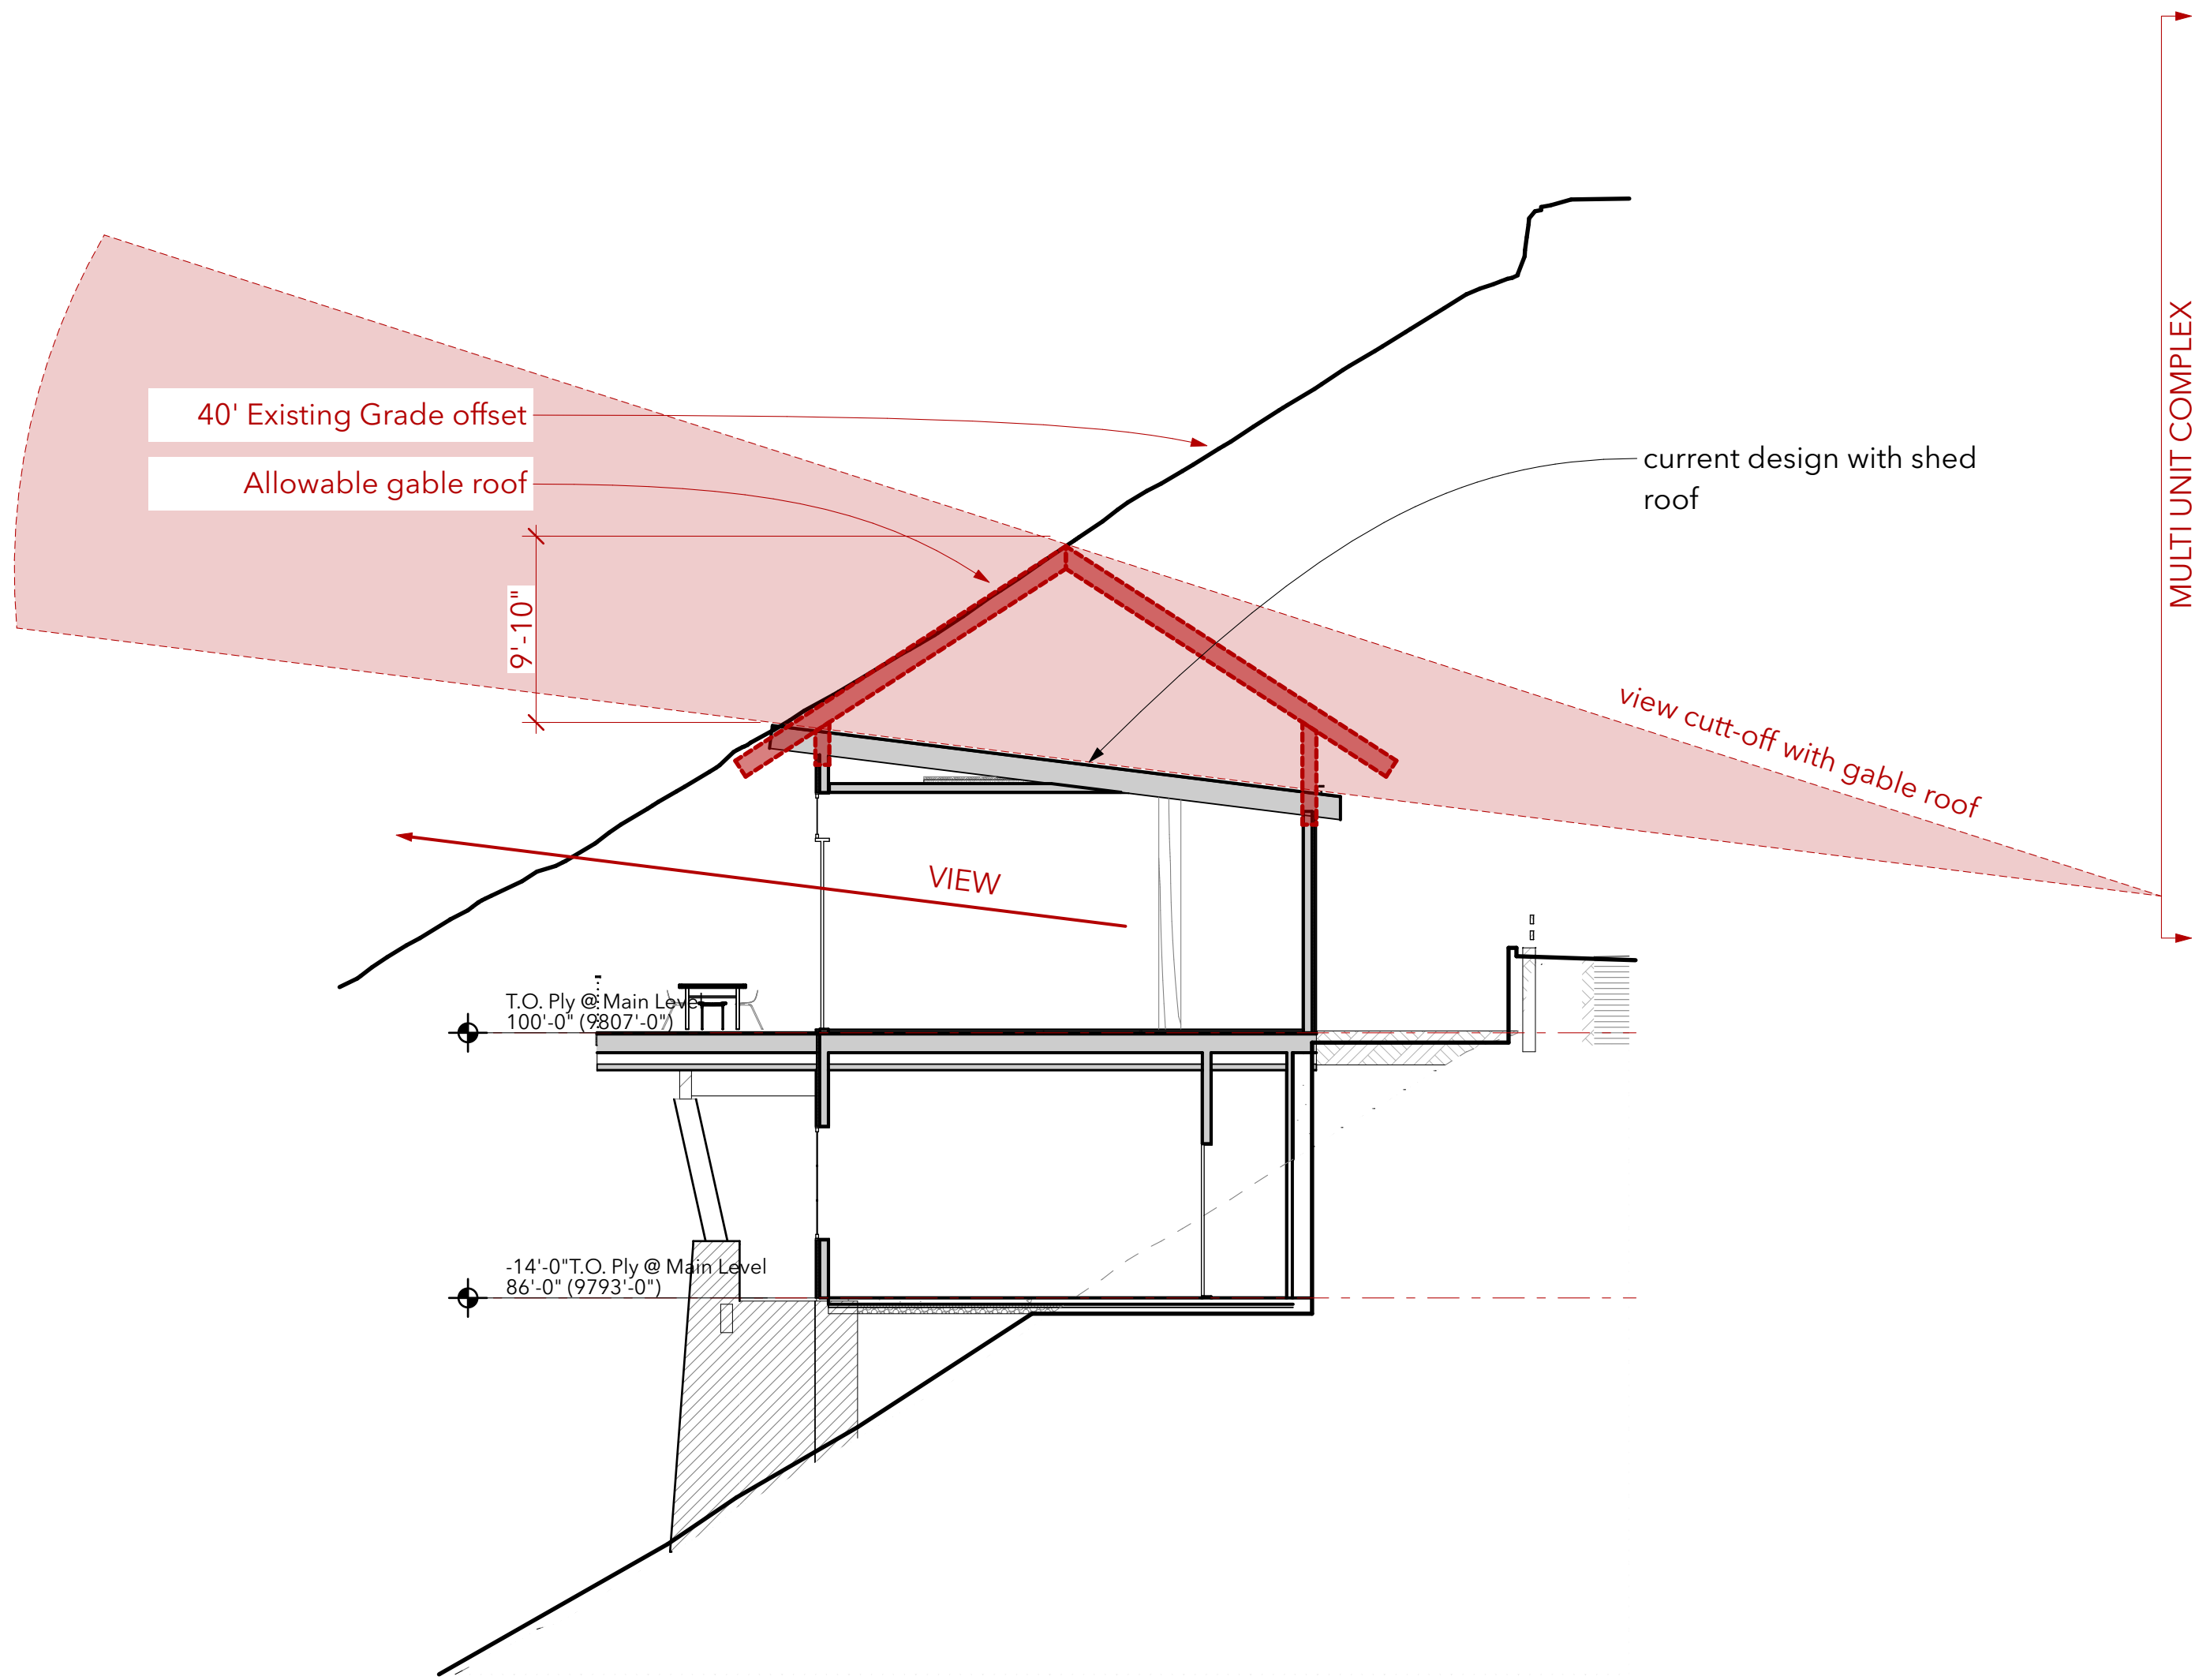 MULTI UNIT COMPLEX
40' Existing Grade offset
Allowable gable roof
current design with shed
roof
9'-10"
view cutt-off with gable roof
VIEW
T.O. Ply @ Main Level
100'-0" (9807'-0")
-14'-0"T.O. Ply @ Main Level
86'-0" (9793'-0")